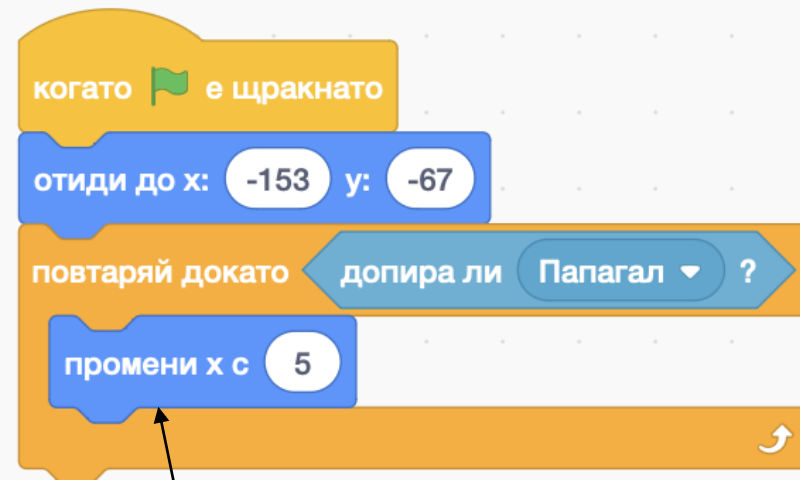 когато е щракнато
отиди до x: -153 y: -67
повтаряй докато допира ли Папагал ?
промени x с 5